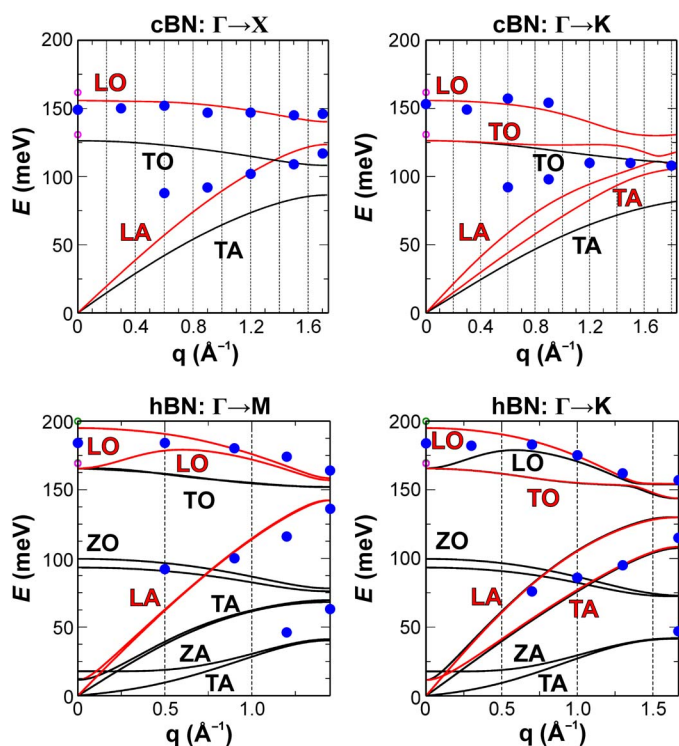 cBN: Γ→X
200
150
100
50
0
E (meV)
LO
TO
LA
TA
0
0.4
0.8
1.2
1.6
q (Å⁻¹)
cBN: Γ→K
200
150
100
50
0
E (meV)
LO
TO
TO
LA
TA
TA
0
0.4
0.8
1.2
1.6
q (Å⁻¹)
hBN: Γ→M
200
150
100
50
0
E (meV)
LO
LO
TO
ZO
LA
TA
ZA
TA
0
0.5
1.0
q (Å⁻¹)
hBN: Γ→K
200
150
100
50
0
E (meV)
LO
LO
TO
ZO
LA
TA
ZA
TA
0
0.5
1.0
1.5
q (Å⁻¹)